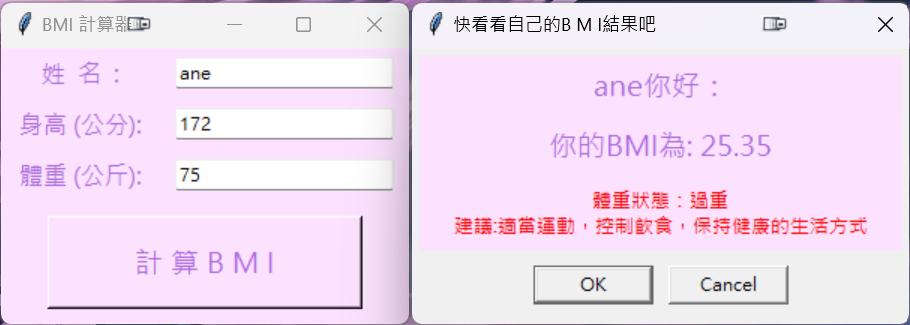 BMI 計算器
姓 名 :
ane
身高 (公分):
172
體重 (公斤):
75
計 算 B M I
快看看自己的B M I結果吧
ane你好：
你的BMI為: 25.35
體重狀態：過重
建議:適當運動，控制飲食，保持健康的生活方式
OK
Cancel